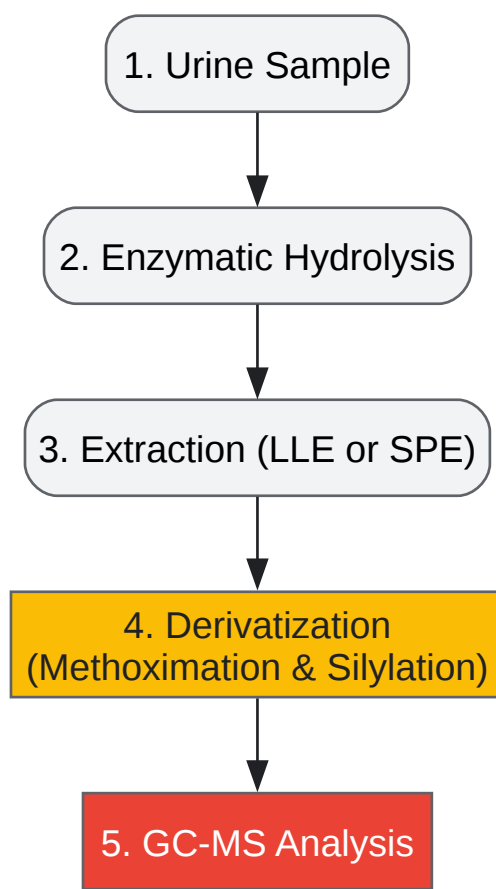 1. Urine Sample
2. Enzymatic Hydrolysis
3. Extraction (LLE or SPE)
4. Derivatization
(Methoximation & Silylation)
5. GC-MS Analysis